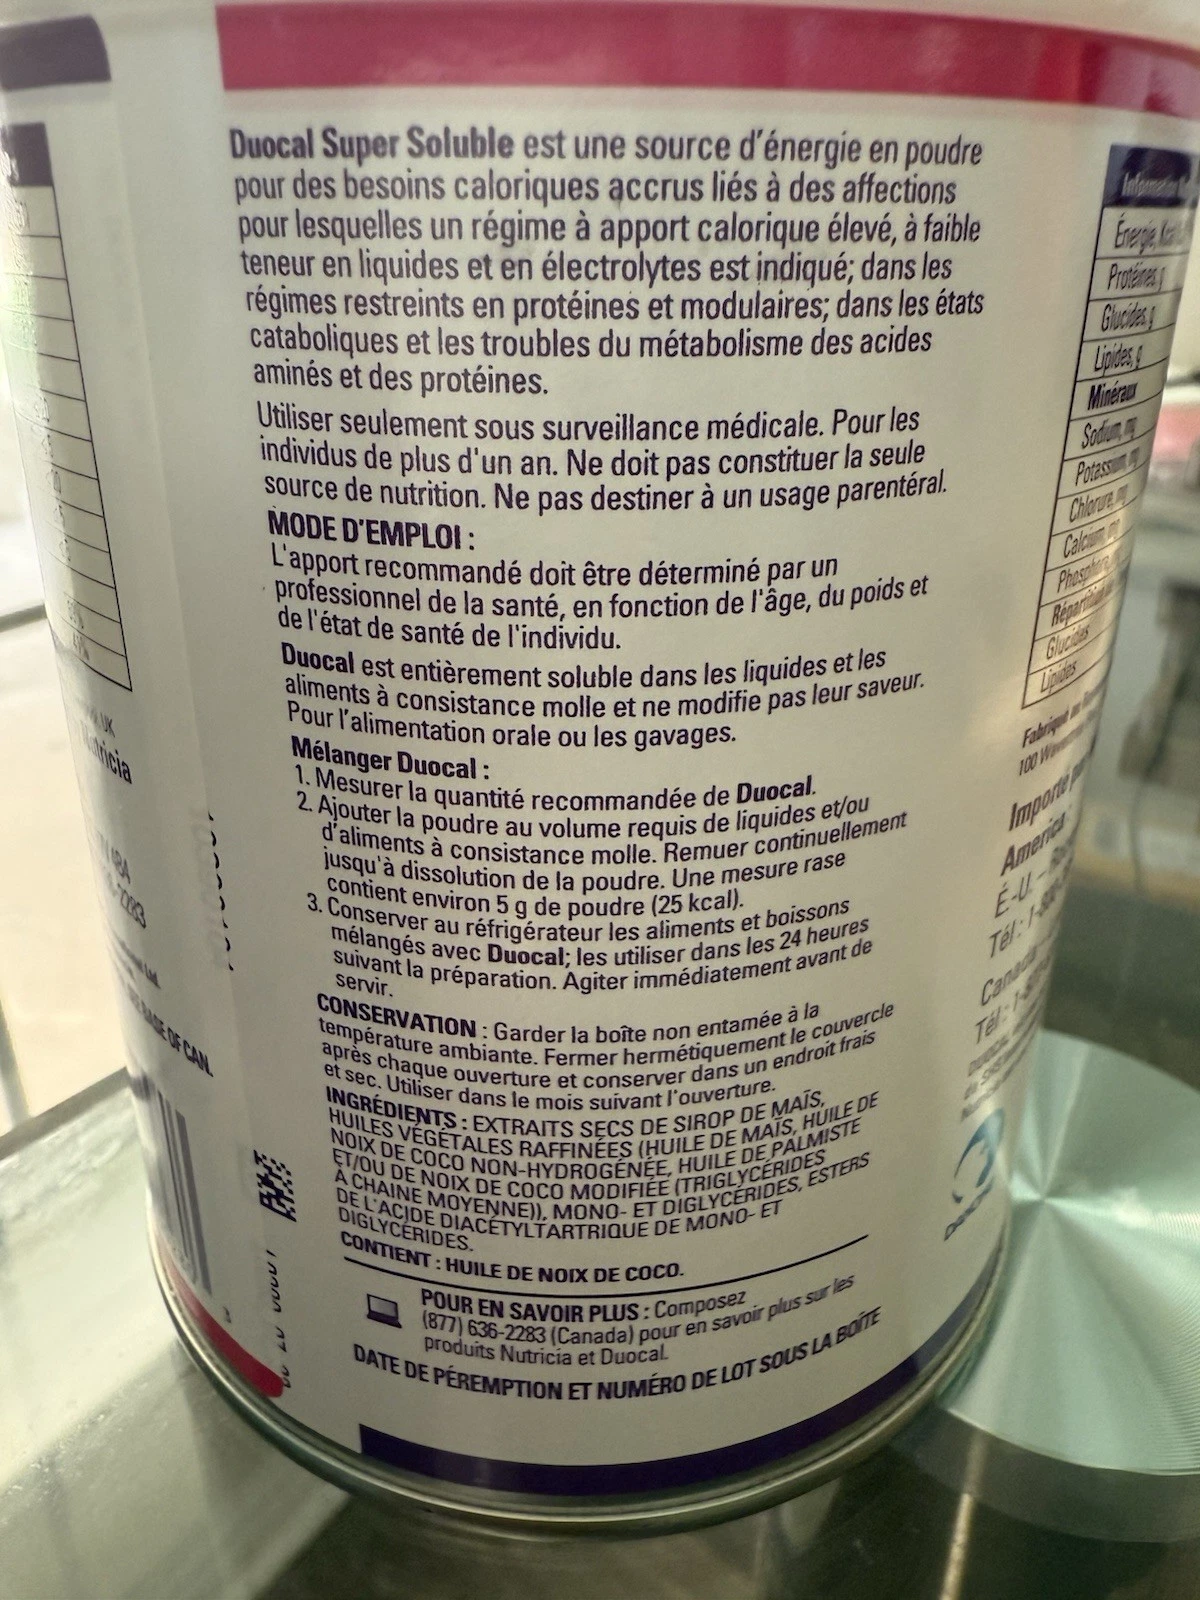 Duocal Super Soluble est une source d'énergie en poudre
pour des besoins caloriques accrus liés à des affections
pour lesquelles un régime à apport calorique élevé, à faible
teneur en liquides et en électrolytes est indiqué; dans les
régimes restreints en protéines et modulaires; dans les états
cataboliques et les troubles du métabolisme des acides
aminés et des protéines.
Utiliser seulement sous surveillance médicale. Pour les
individus de plus d'un an. Ne doit pas constituer la seule
source de nutrition. Ne pas destiner à un usage parentéral.
MODE D'EMPLOI :
L'apport recommandé doit être déterminé par un
professionnel de la santé, en fonction de l'âge, du poids et
de l'état de santé de l'individu.
Duocal est entièrement soluble dans les liquides et les
aliments à consistance molle et ne modifie pas leur saveur.
Pour l'alimentation orale ou les gavages.
Mélanger Duocal :
1. Mesurer la quantité recommandée de Duocal.
2. Ajouter la poudre au volume requis de liquides et/ou
d'aliments à consistance molle. Remuer continuellement
jusqu'à dissolution de la poudre. Une mesure rase
contient environ 5 g de poudre (25 kcal).
3. Conserver au réfrigérateur les aliments et boissons
mélangés avec Duocal; les utiliser dans les 24 heures
suivant la préparation. Agiter immédiatement avant de
servir.
CONSERVATION : Garder la boîte non entamée à la
température ambiante. Fermer hermétiquement le couvercle
après chaque ouverture et conserver dans un endroit frais
et sec. Utiliser dans le mois suivant l'ouverture.
INGRÉDIENTS : EXTRAITS SECS DE SIROP DE MAÏS,
HUILES VÉGÉTALES RAFFINÉES (HUILE DE MAÏS, HUILE DE
NOIX DE COCO NON-HYDROGÉNÉE, HUILE DE PALMISTE
ET/OU DE NOIX DE COCO MODIFIÉE (TRIGLYCÉRIDES
À CHAINE MOYENNE)), MONO- ET DIGLYCÉRIDES, ESTERS
DE L'ACIDE DIACÉTYLTARTRIQUE DE MONO- ET
DIGLYCÉRIDES.
CONTIENT : HUILE DE NOIX DE COCO.
POUR EN SAVOIR PLUS : Composez
(877) 636-2283 (Canada) pour en savoir plus sur les
produits Nutricia et Duocal.
DATE DE PÉREMPTION ET NUMÉRO DE LOT SOUS LA BOÎTE
Énergie,
Protéines, g
Glucides, g
Lipides, g
Minéraux
Sodium, mg
Potassium,
Chlorure,
Calcium,
Glucides
Lipides
100
Importé
America
É.-U. –
Tél : 1-
Canada
Tél : 1-
UK
-2283
BASE OF CAN.